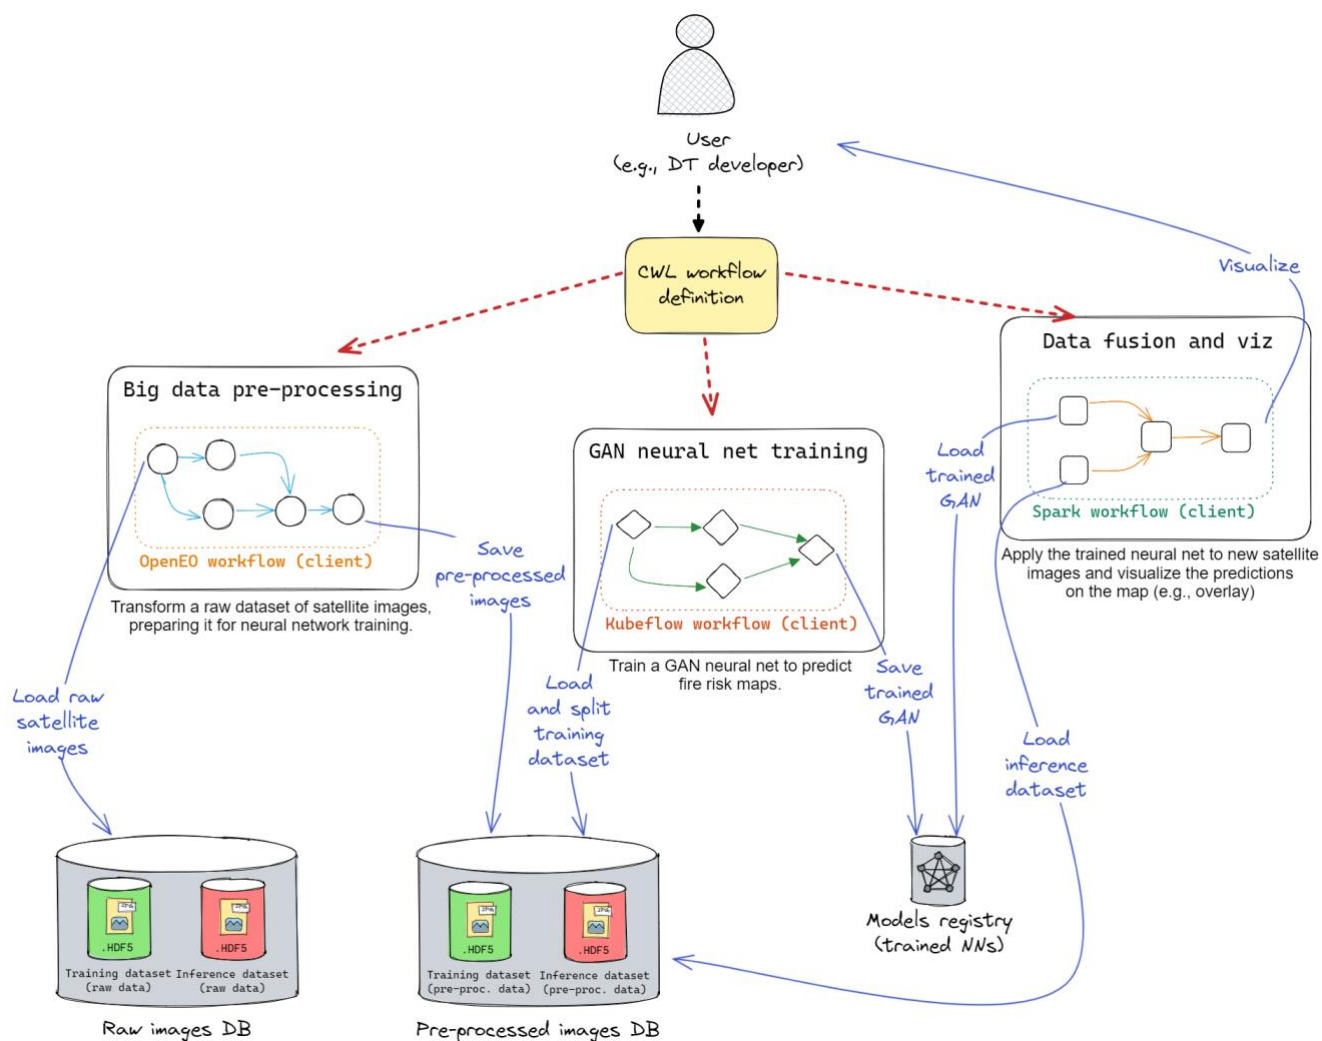 User
(e.g., DT developer)
CWL workflow
definition
Visualize
Big data pre-processing
OpenEO workflow (client)
Transform a raw dataset of satellite images,
preparing it for neural network training.
GAN neural net training
Kubeflow workflow (client)
Train a GAN neural net to predict
fire risk maps.
Data fusion and viz
Spark workflow (client)
Apply the trained neural net to new satellite
images and visualize the predictions
on the map (e.g., overlay)
Load raw
satellite
images
Save
pre-processed
images
Load
and split
training
dataset
Save
trained
GAN
Load
trained
GAN
Load
inference
dataset
.HDF5
Training dataset
(raw data)
.HDF5
Inference dataset
(raw data)
Raw images DB
.HDF5
Training dataset
(pre-proc. data)
.HDF5
Inference dataset
(pre-proc. data)
Pre-processed images DB
Models registry
(trained NNs)